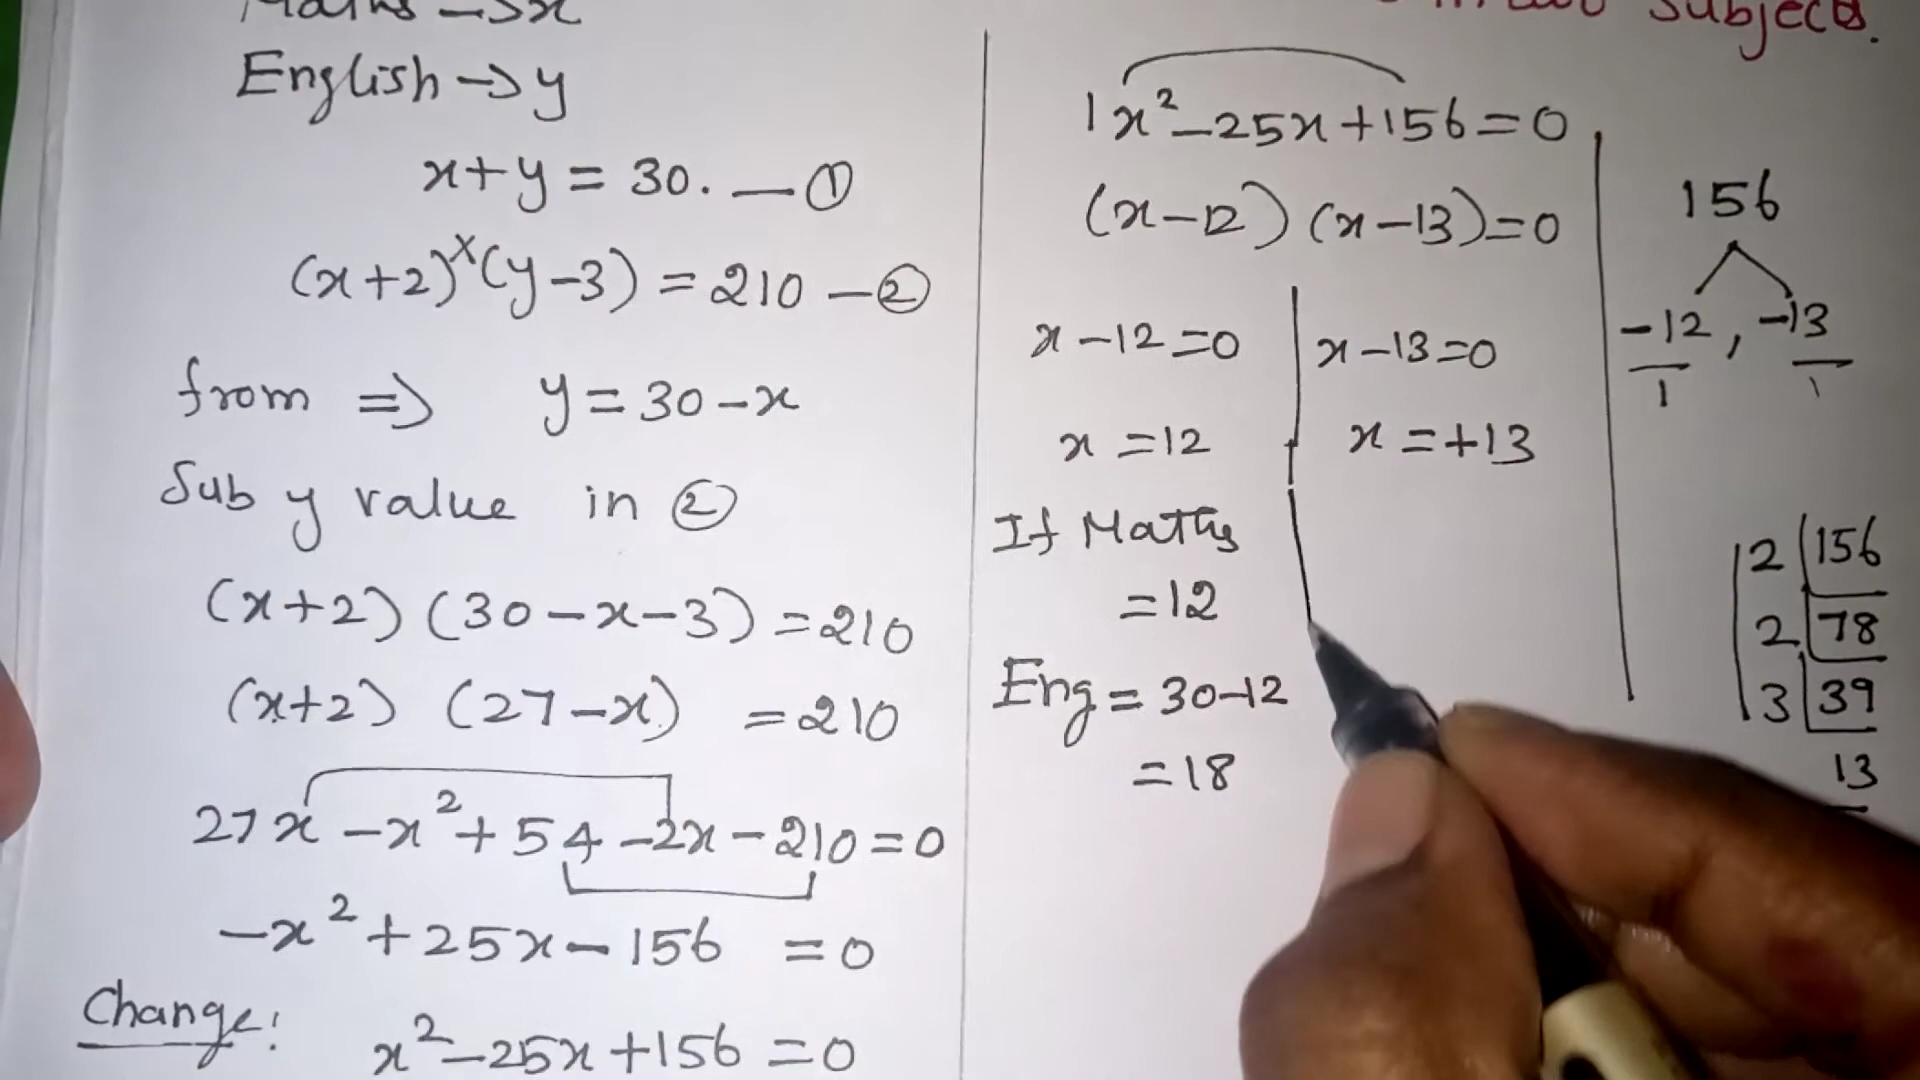 Maths → x
English → y
x + y = 30. — ①
(x+2)×(y-3) = 210 — ②
from ⇒ y = 30 - x
Sub y value in ②
(x+2) (30-x-3) = 210
(x+2) (27-x) = 210
27x - x² + 54 - 2x - 210 = 0
-x² + 25x - 156 = 0
Change: x² - 25x + 156 = 0
Subjects.
1x² - 25x + 156 = 0
(x-12) (x-13) = 0
x - 12 = 0
x = 12
If Maths
= 12
Eng = 30-12
= 18
x - 13 = 0
x = +13
156
-12, -13
1 1
2 | 156
2 | 78
3 | 39
13